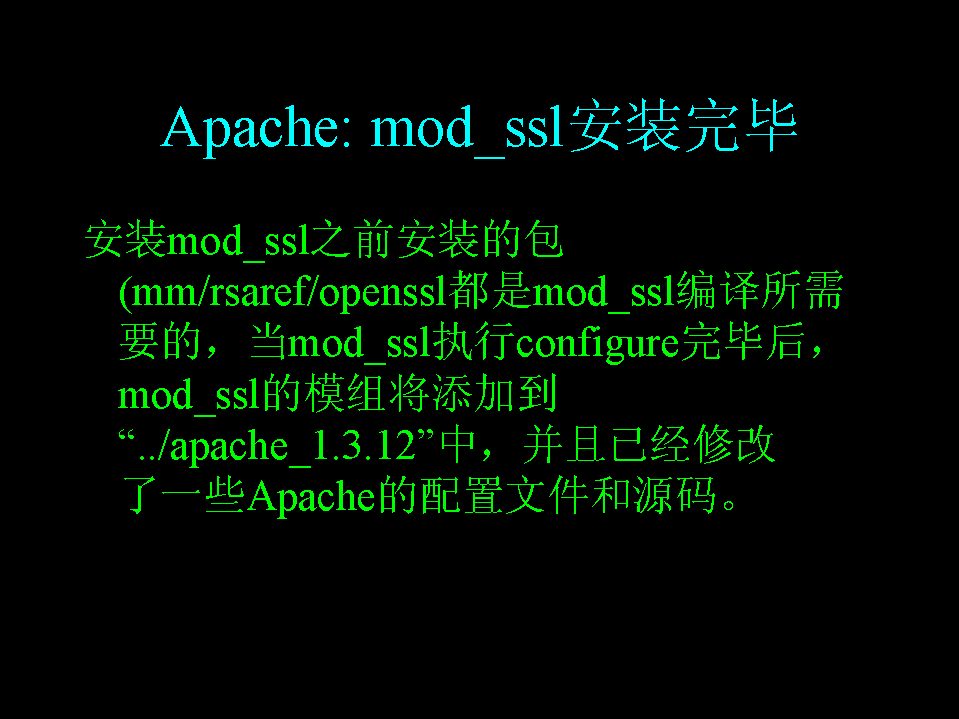 Apache: mod_ssl安装完毕
安装mod_ssl之前安装的包
(mm/rsaref/openssl都是mod_ssl编译所需
要的，当mod_ssl执行configure完毕后，
mod_ssl的模组将添加到
“../apache_1.3.12”中，并且已经修改
了一些Apache的配置文件和源码。